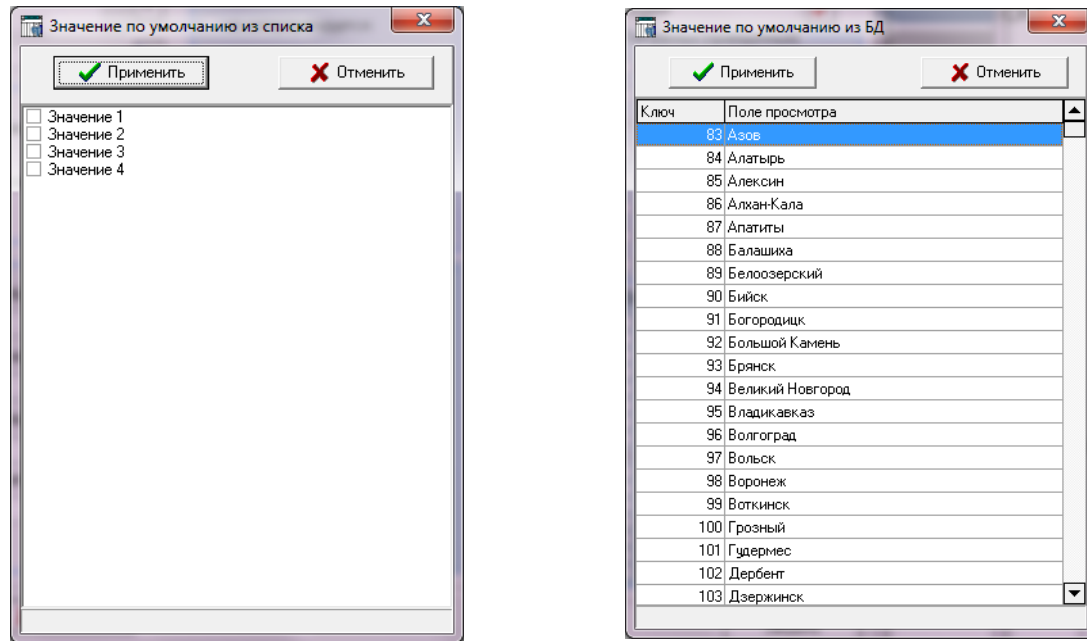 Значение по умолчанию из списка
Применить Отменить
Значение 1
Значение 2
Значение 3
Значение 4
Значение по умолчанию из БД
Применить Отменить
Ключ Поле просмотра
83 Азов
84 Алатырь
85 Алексин
86 Алхан-Кала
87 Апатиты
88 Балашиха
89 Белоозерский
90 Бийск
91 Богородицк
92 Большой Камень
93 Брянск
94 Великий Новгород
95 Владикавказ
96 Волгоград
97 Вольск
98 Воронеж
99 Воткинск
100 Грозный
101 Гудермес
102 Дербент
103 Дзержинск